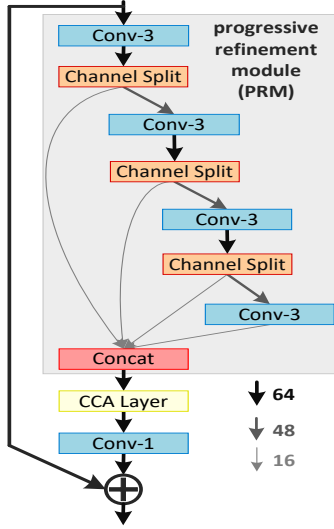 Conv-3
progressive
refinement
module
(PRM)
Channel Split
Conv-3
Channel Split
Conv-3
Channel Split
Conv-3
Concat
CCA Layer
64
Conv-1
48
16